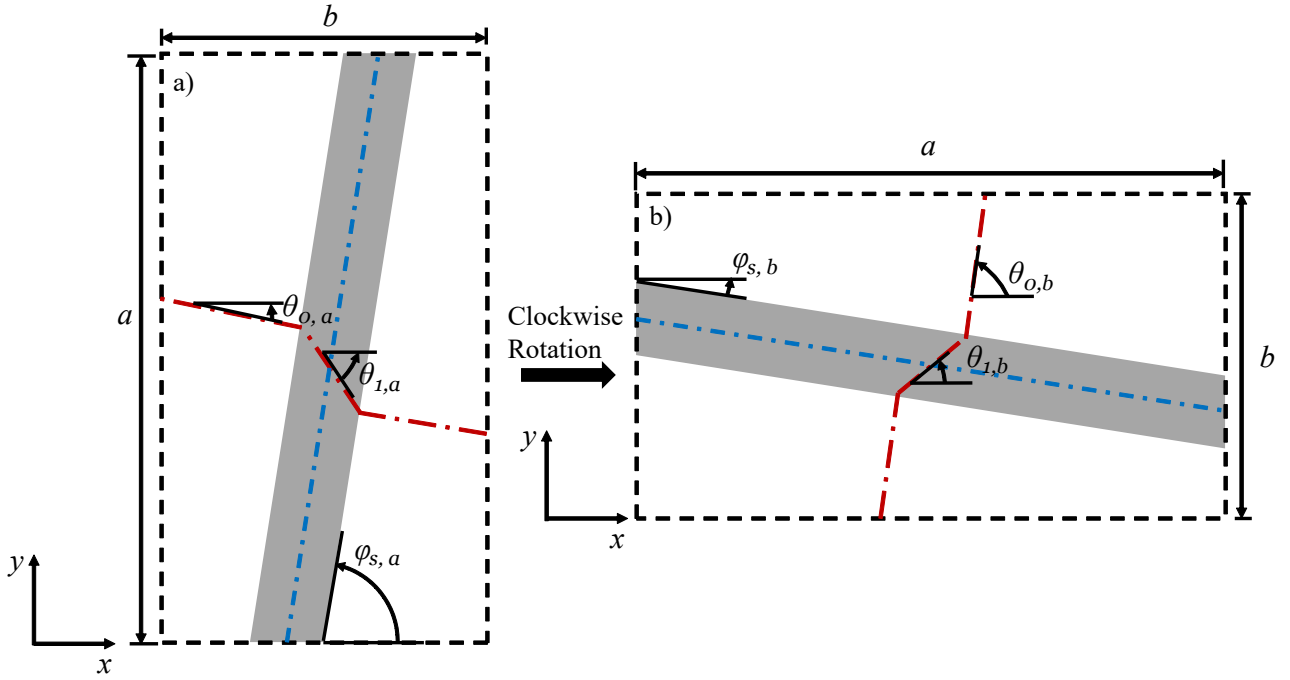 b
a)
a
θo, a
θ1,a
φs, a
y
x
Clockwise
Rotation
a
b)
φs, b
θo,b
θ1,b
b
y
x